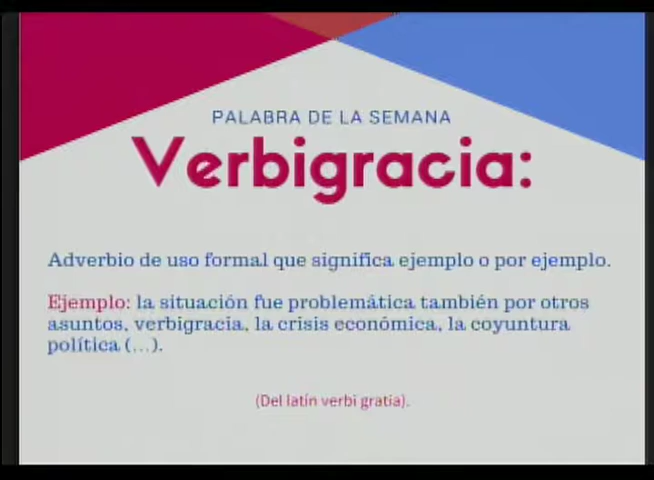 PALABRA DE LA SEMANA
Verbigracia:
Adverbio de uso formal que significa ejemplo o por ejemplo.
Ejemplo: la situación fue problemática también por otros
asuntos, verbigracia, la crisis económica, la coyuntura
política (...).
(Del latín verbi gratia).